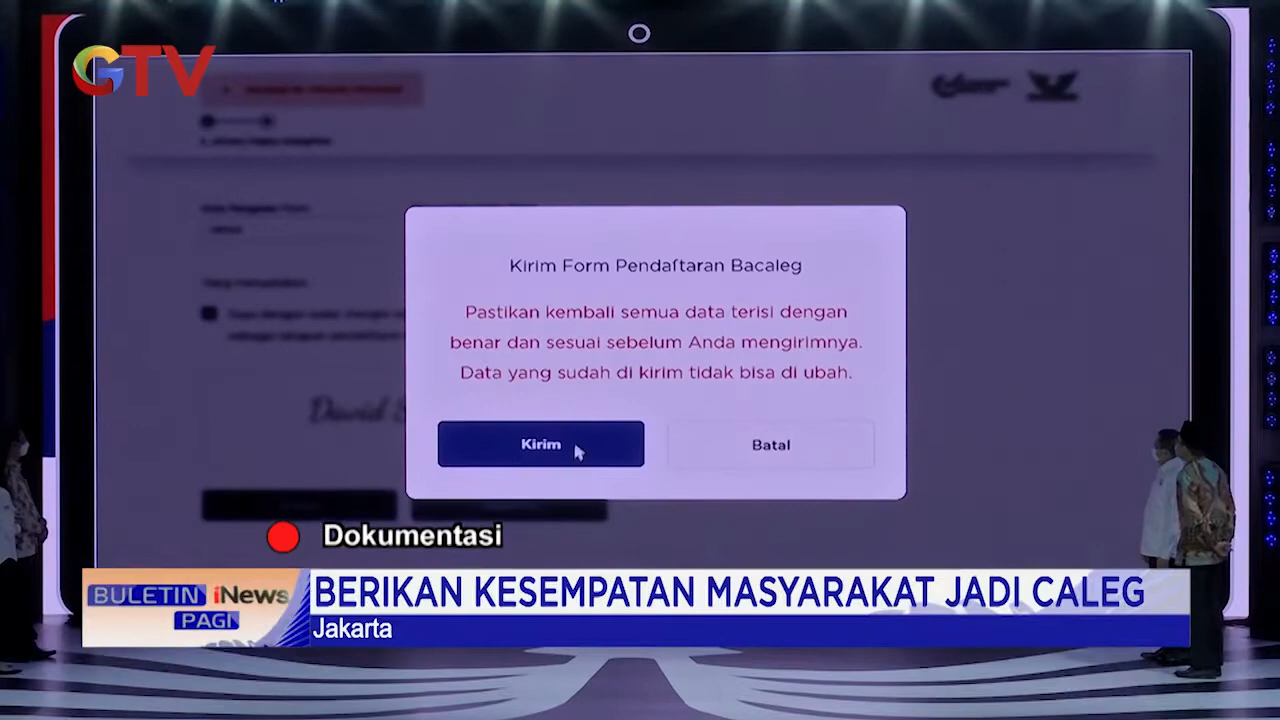 GTV
Kirim Form Pendaftaran Bacaleg
Pastikan kembali semua data terisi dengan
benar dan sesuai sebelum Anda mengirimnya.
Data yang sudah di kirim tidak bisa di ubah.
Kirim
Batal
David
Dokumentasi
BULETIN iNews
PAGI
BERIKAN KESEMPATAN MASYARAKAT JADI CALEG
Jakarta